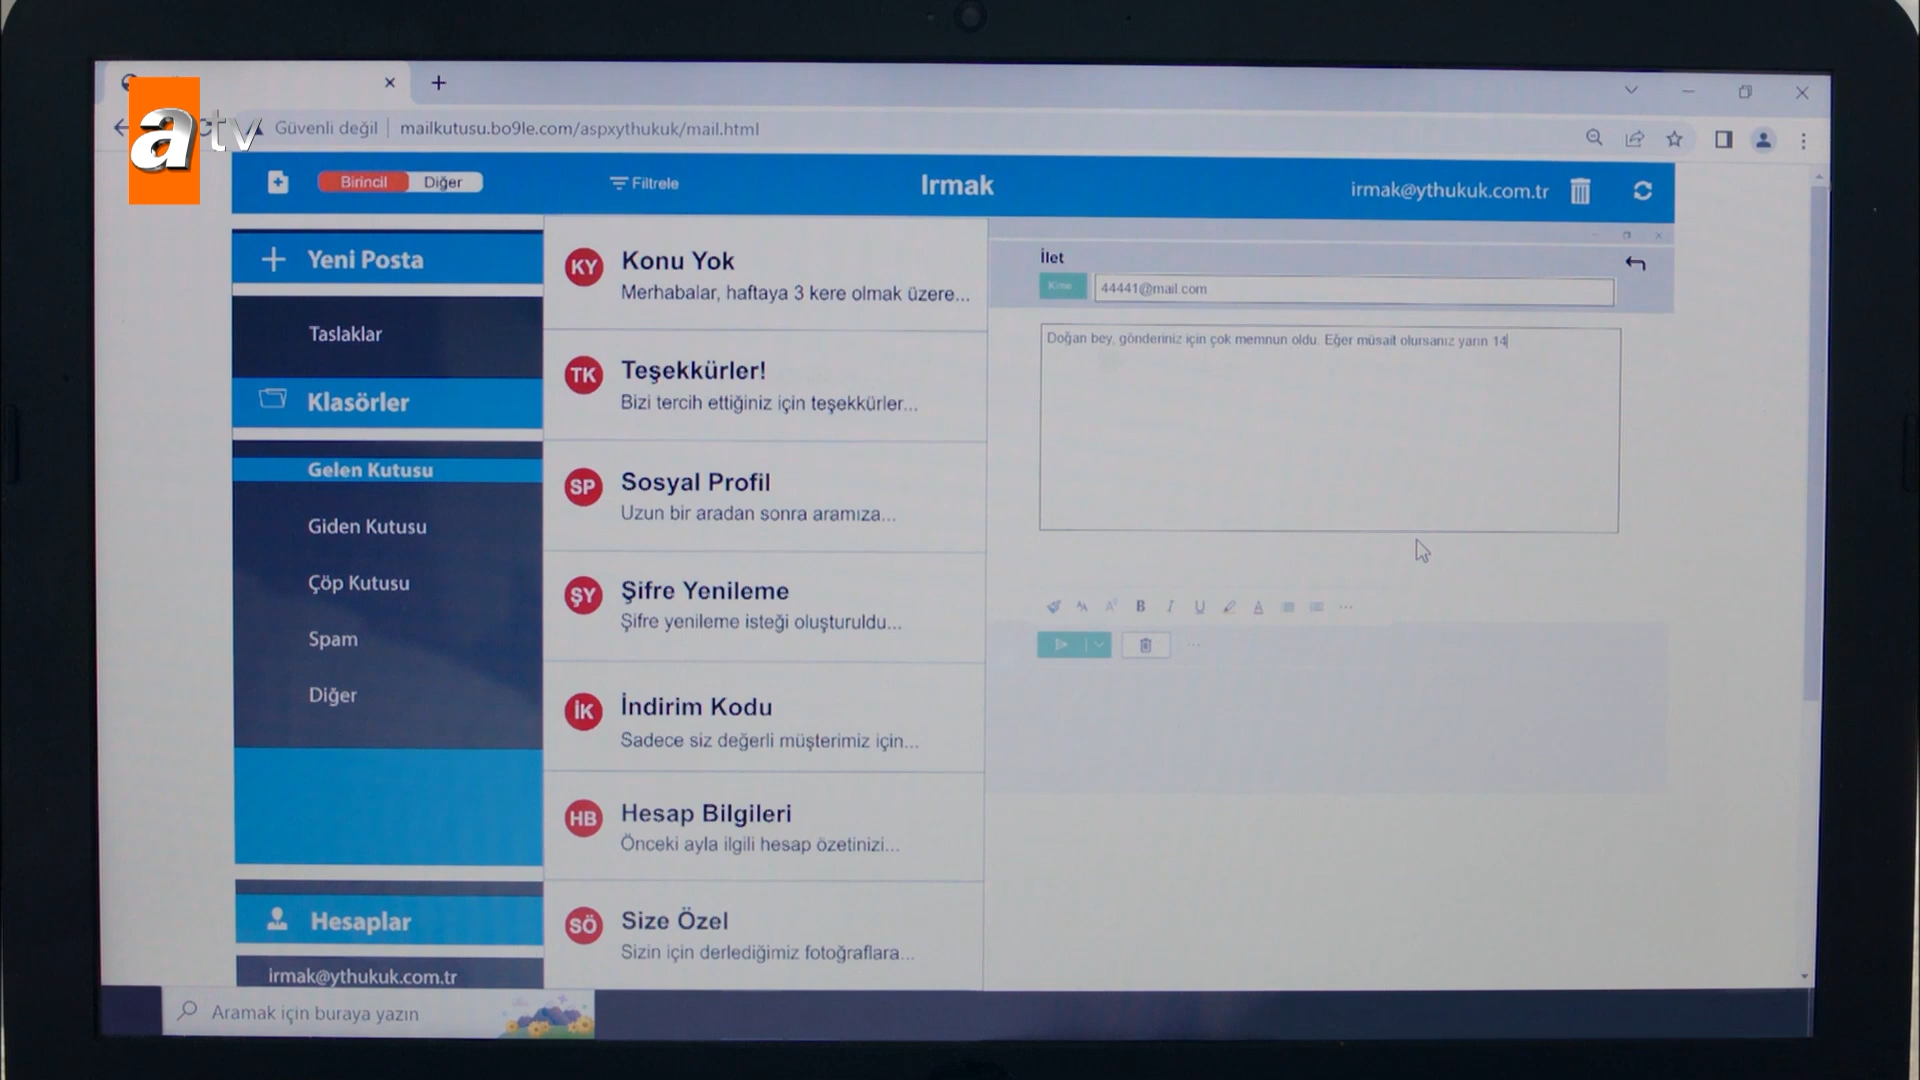 atv
Güvenli değil
mailkutusu.bo9le.com/aspxythukuk/mail.html
Birincil
Diğer
Filtrele
Irmak
irmak@ythukuk.com.tr
Yeni Posta
Taslaklar
Klasörler
Gelen Kutusu
Giden Kutusu
Çöp Kutusu
Spam
Diğer
Hesaplar
irmak@ythukuk.com.tr
KY
Konu Yok
Merhabalar, haftaya 3 kere olmak üzere...
TK
Teşekkürler!
Bizi tercih ettiğiniz için teşekkürler...
SP
Sosyal Profil
Uzun bir aradan sonra aramıza...
ŞY
Şifre Yenileme
Şifre yenileme isteği oluşturuldu...
İK
İndirim Kodu
Sadece siz değerli müşterimiz için...
HB
Hesap Bilgileri
Önceki ayla ilgili hesap özetinizi...
SÖ
Size Özel
Sizin için derlediğimiz fotoğraflara...
İlet
Kime
44441@mail.com
Doğan bey, gönderiniz için çok memnun oldu. Eğer müsait olursanız yarın 14
B I U A
Aramak için buraya yazın